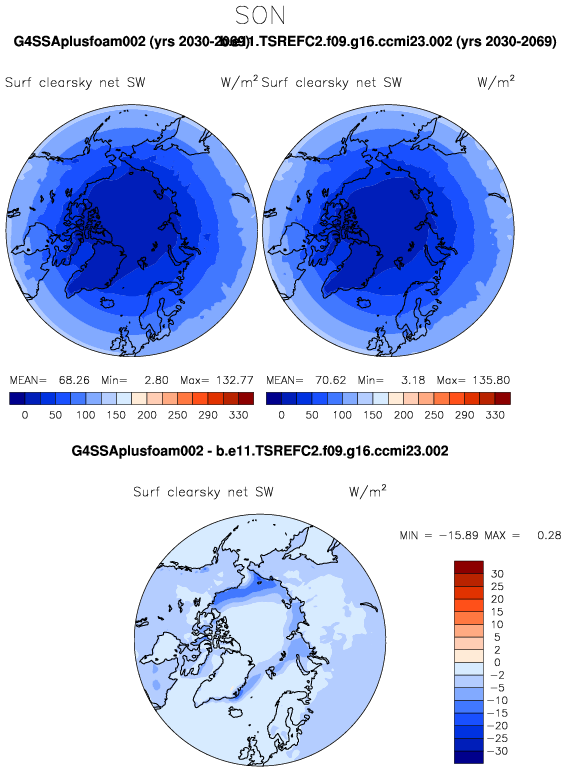 SON
G4SSAplusfoam002 (yrs 2030-2069) b.e11.TSREFC2.f09.g16.ccmi23.002 (yrs 2030-2069)
Surf clearsky net SW W/m² Surf clearsky net SW W/m²
MEAN= 68.26 Min= 2.80 Max= 132.77 MEAN= 70.62 Min= 3.18 Max= 135.80
0 50 100 150 200 250 290 330 0 50 100 150 200 250 290 330
G4SSAplusfoam002 - b.e11.TSREFC2.f09.g16.ccmi23.002
Surf clearsky net SW W/m²
MIN = -15.89 MAX = 0.28
30
25
20
15
10
5
2
0
-2
-5
-10
-15
-20
-25
-30